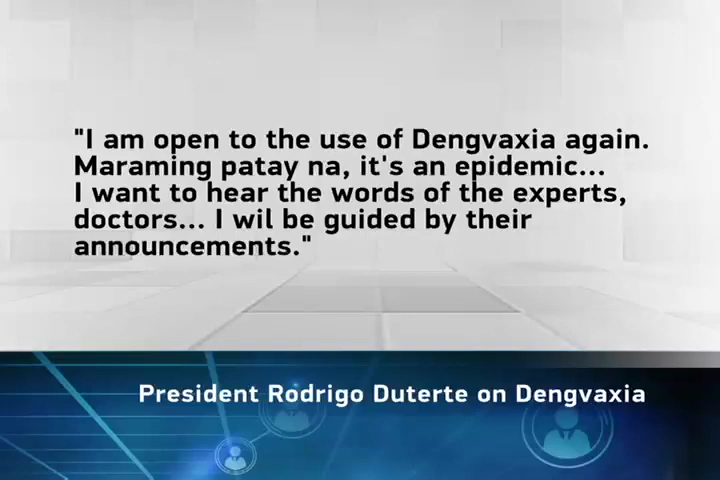 "I am open to the use of Dengvaxia again.
Maraming patay na, it's an epidemic...
I want to hear the words of the experts,
doctors... I wil be guided by their
announcements."
President Rodrigo Duterte on Dengvaxia